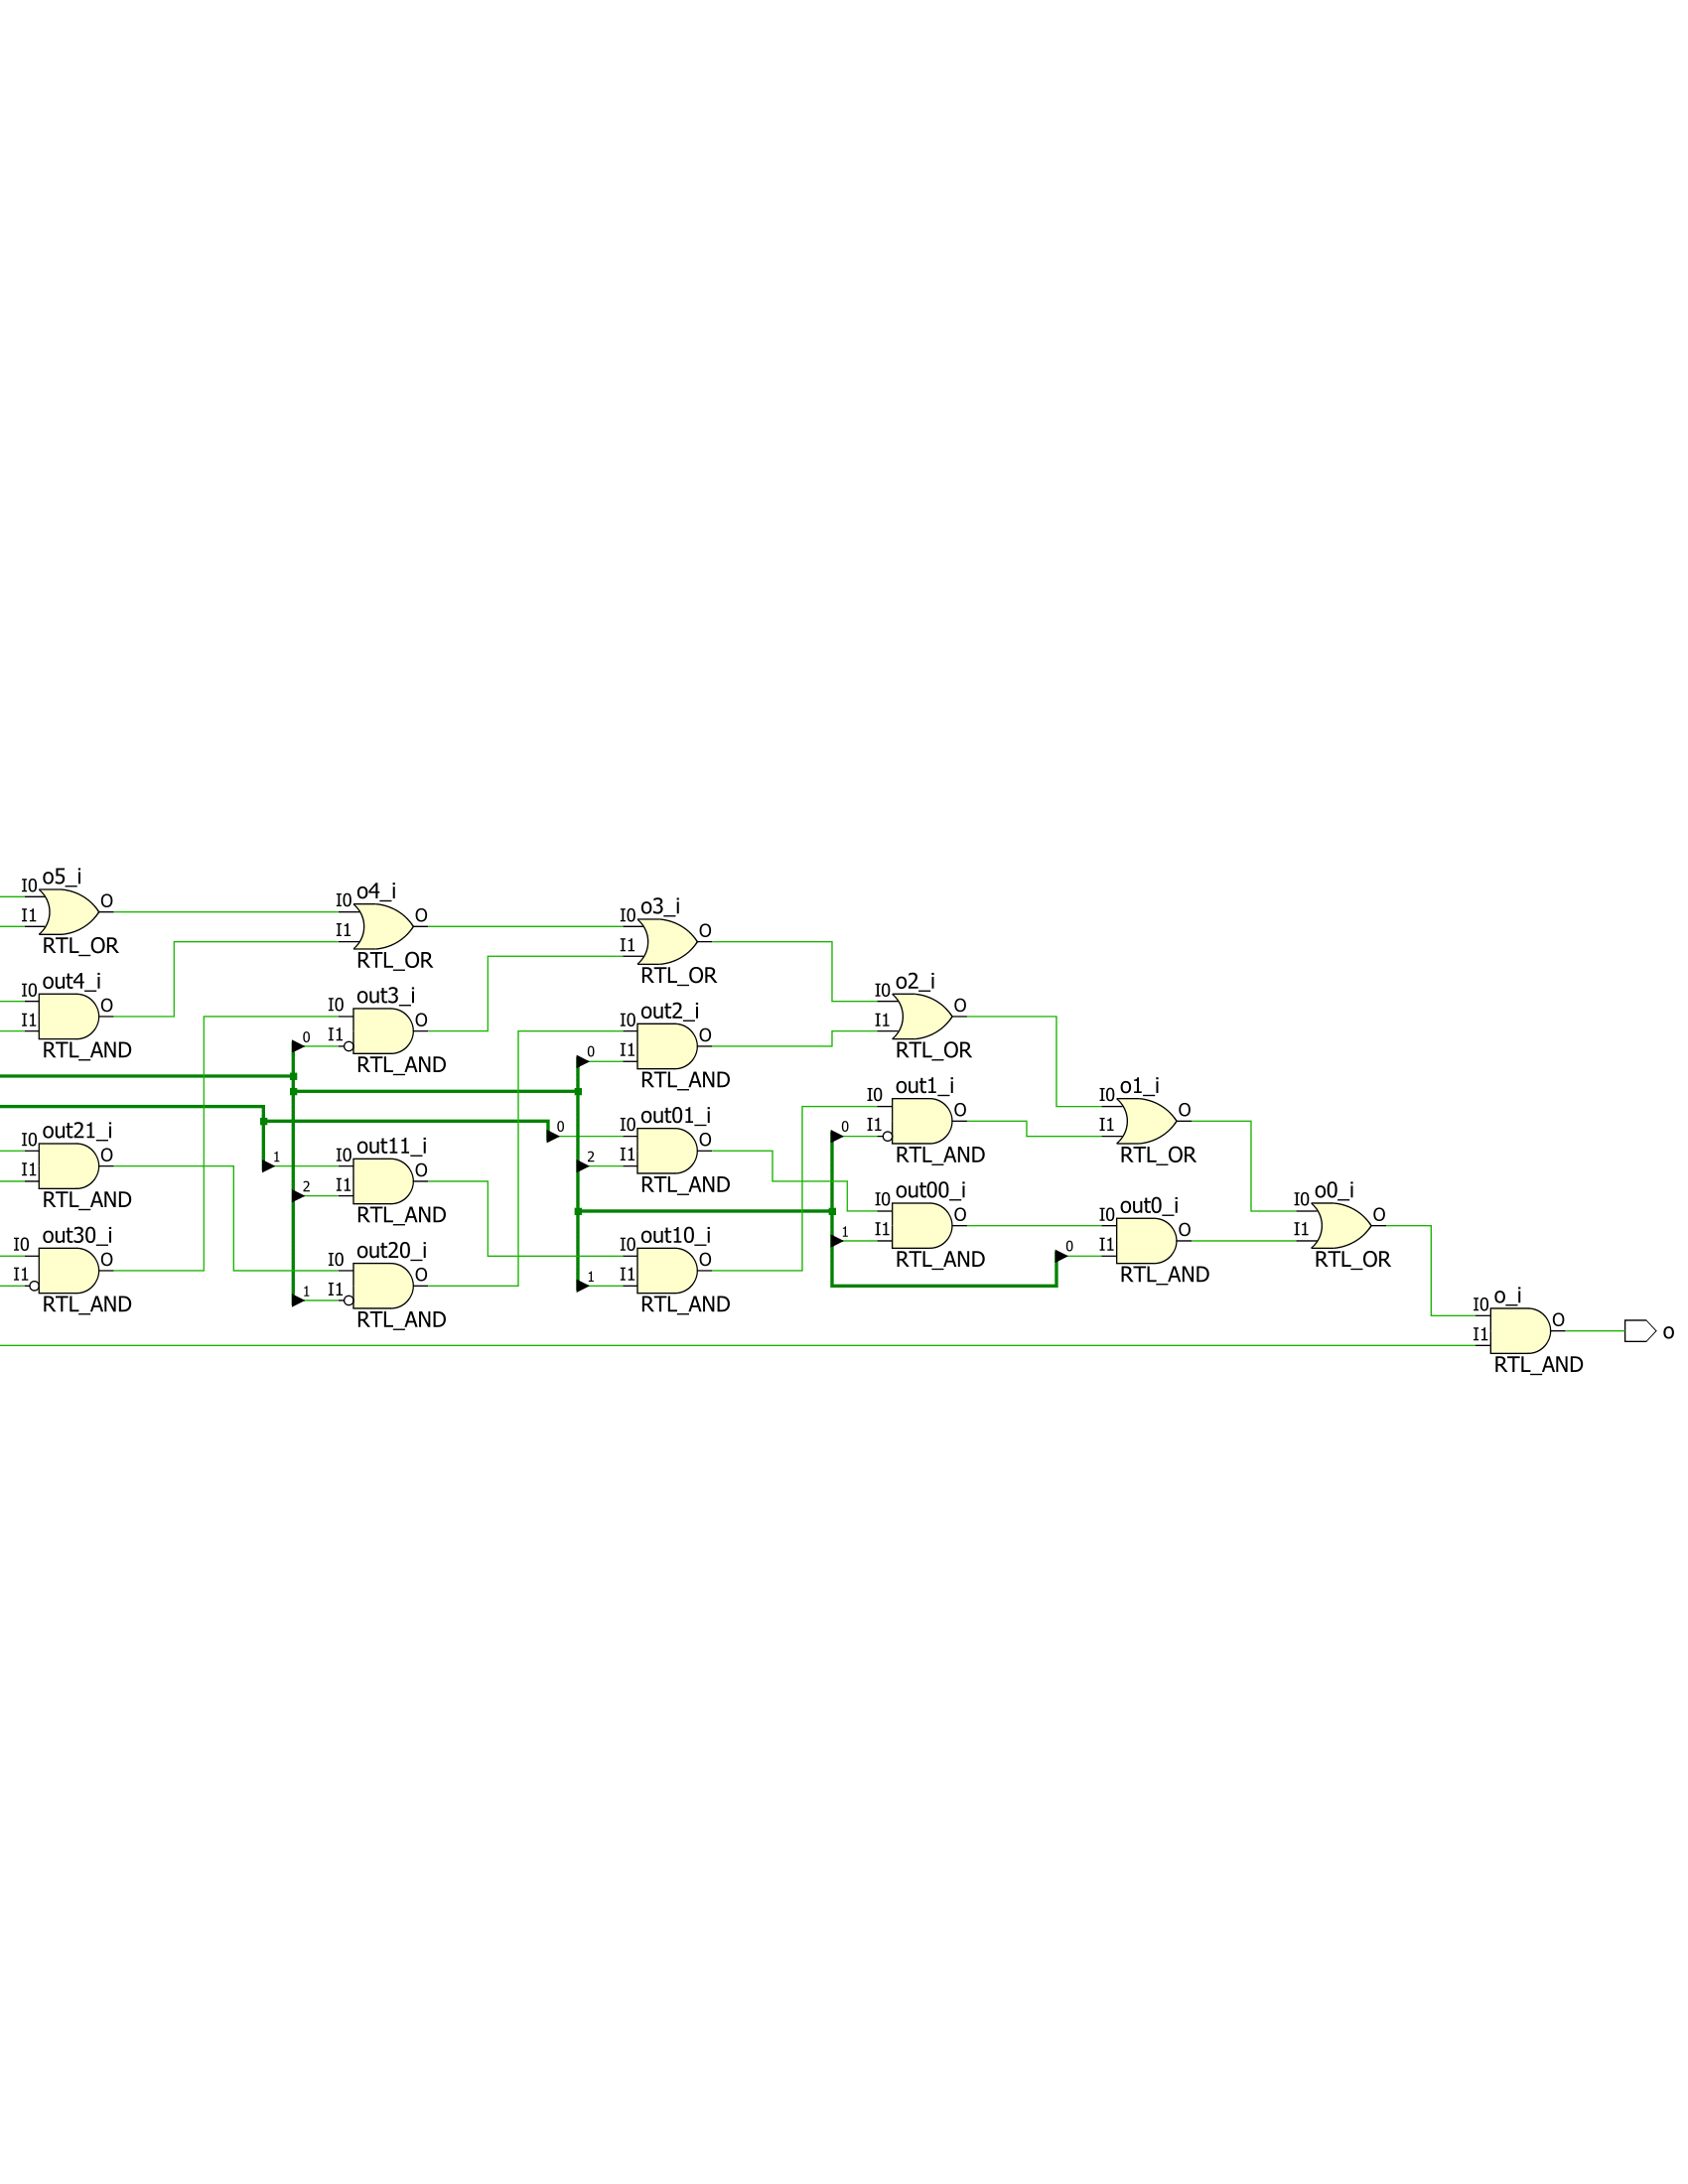 o5_i
I0
O
I1
RTL_OR
o4_i
I0
O
I1
RTL_OR
o3_i
I0
O
I1
RTL_OR
out4_i
I0
O
I1
RTL_AND
out3_i
I0
O
I1
0
RTL_AND
out2_i
I0
O
I1
0
RTL_AND
o2_i
I0
O
I1
RTL_OR
out21_i
I0
O
I1
RTL_AND
out11_i
1
I0
O
2
I1
RTL_AND
out01_i
0
I0
O
2
I1
RTL_AND
out1_i
I0
O
0
I1
RTL_AND
o1_i
I0
O
I1
RTL_OR
out30_i
I0
O
I1
RTL_AND
out20_i
I0
O
1
I1
RTL_AND
out10_i
I0
O
1
I1
RTL_AND
out00_i
I0
O
1
I1
RTL_AND
out0_i
I0
O
0
I1
RTL_AND
o0_i
I0
O
I1
RTL_OR
o_i
I0
O
I1
RTL_AND
o